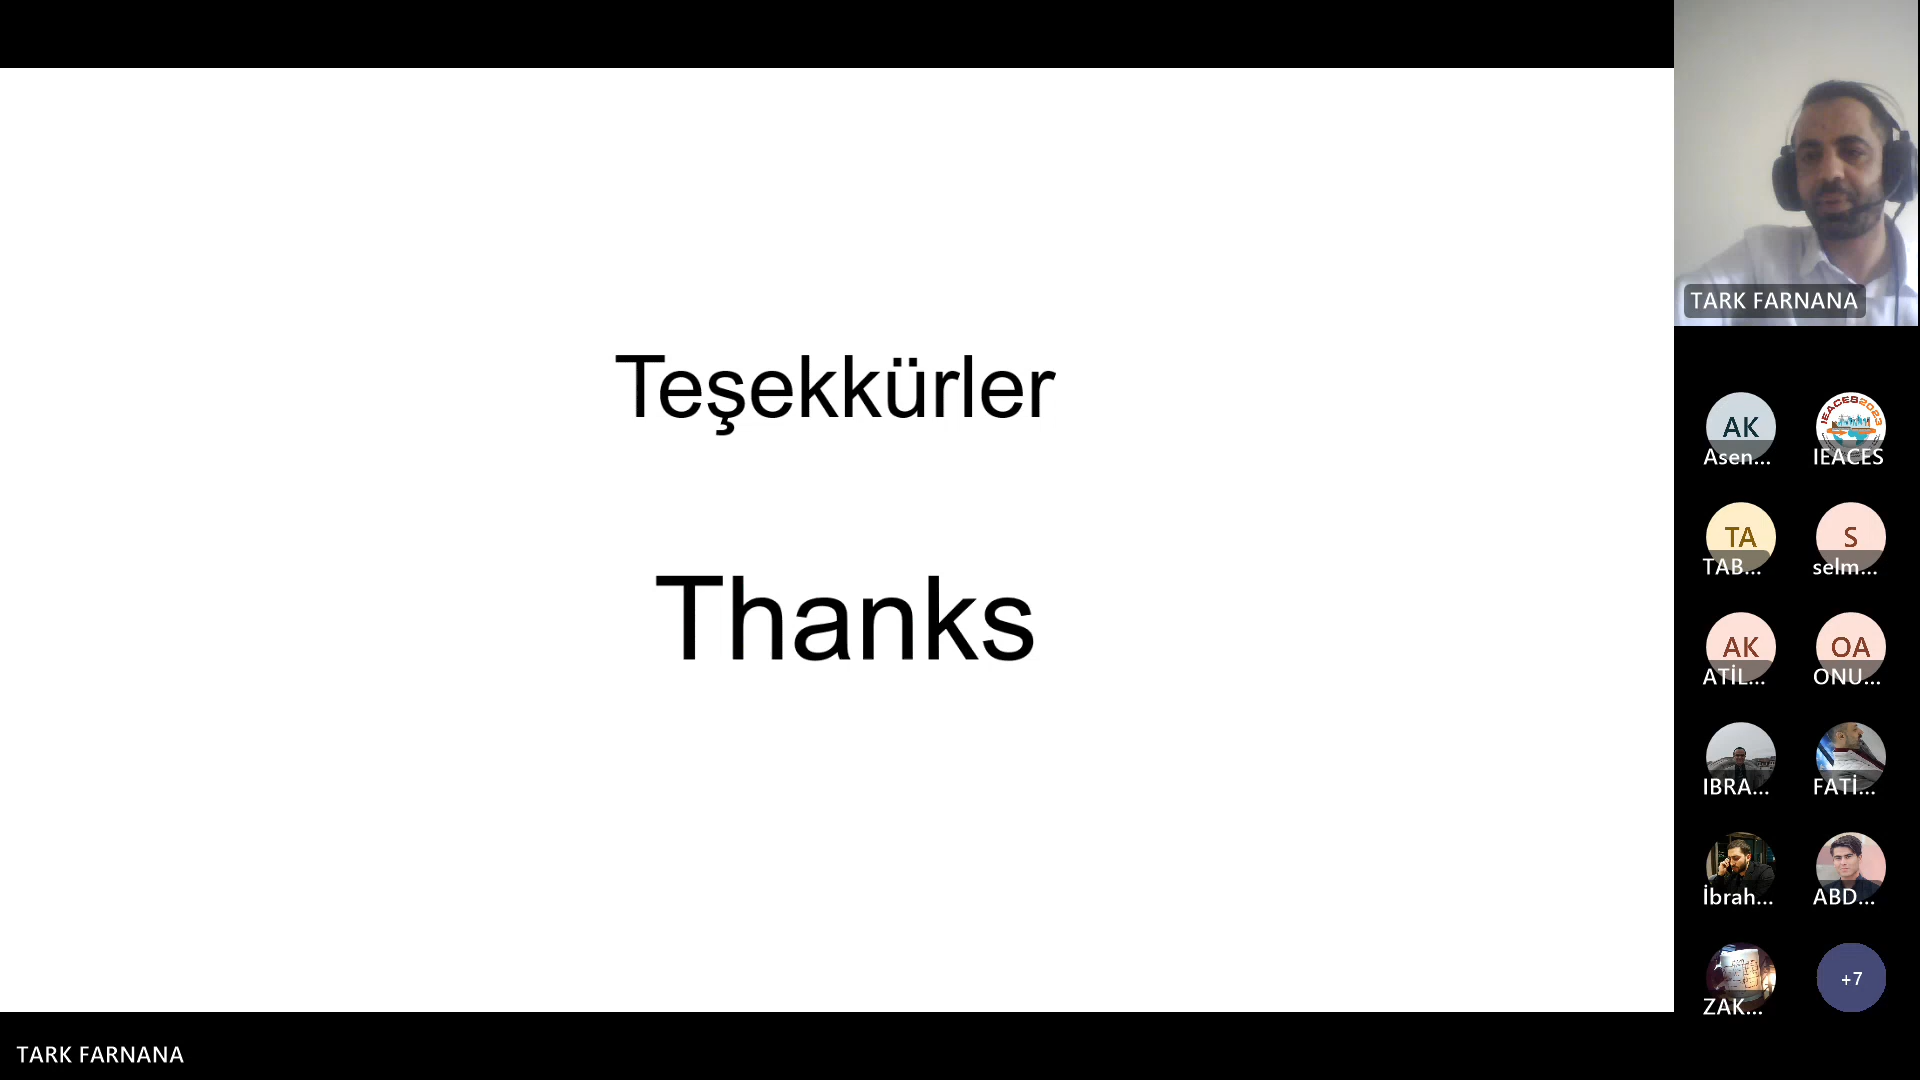 Teşekkürler
Thanks
TARK FARNANA
AK
Asen...
IEACES2023
IEACES
TA
TAB...
S
selm...
AK
ATİL...
OA
ONU...
IBRA...
FATİ...
İbrah...
ABD...
ZAK...
+7
TARK FARNANA